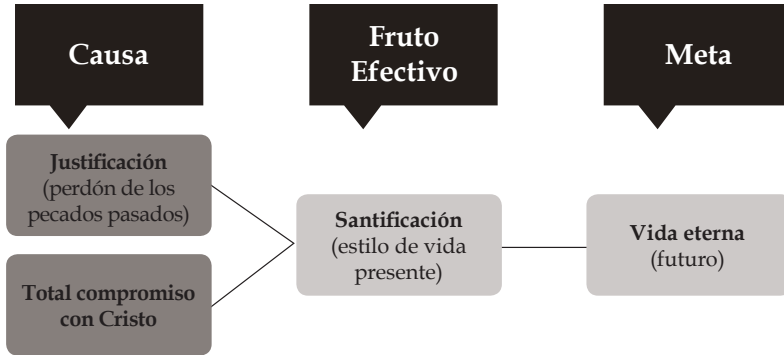 Causa
Fruto
Efectivo
Meta
Justificación
(perdón de los
pecados pasados)
Total compromiso
con Cristo
Santificación
(estilo de vida
presente)
Vida eterna
(futuro)